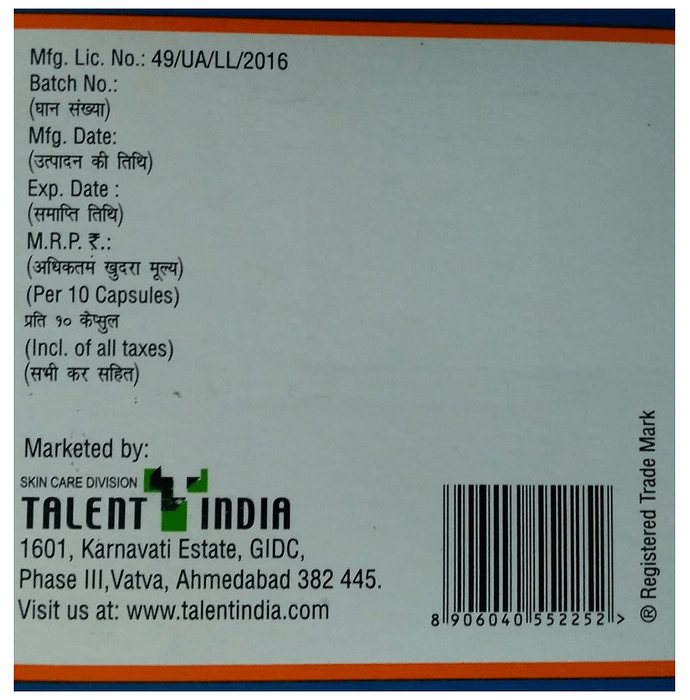 Mfg. Lic. No.: 49/UA/LL/2016
Batch No.:
(घान संख्या)
Mfg. Date:
(उत्पादन की तिथि)
Exp. Date :
(समाप्ति तिथि)
M.R.P. ₹.:
(अधिकतम खुदरा मूल्य)
(Per 10 Capsules)
प्रति १० केप्सुल
(Incl. of all taxes)
(सभी कर सहित)
Marketed by:
SKIN CARE DIVISION
TALENT INDIA
1601, Karnavati Estate, GIDC,
Phase III,Vatva, Ahmedabad 382 445.
Visit us at: www.talentindia.com
8 906040 552252 >
® Registered Trade Mark